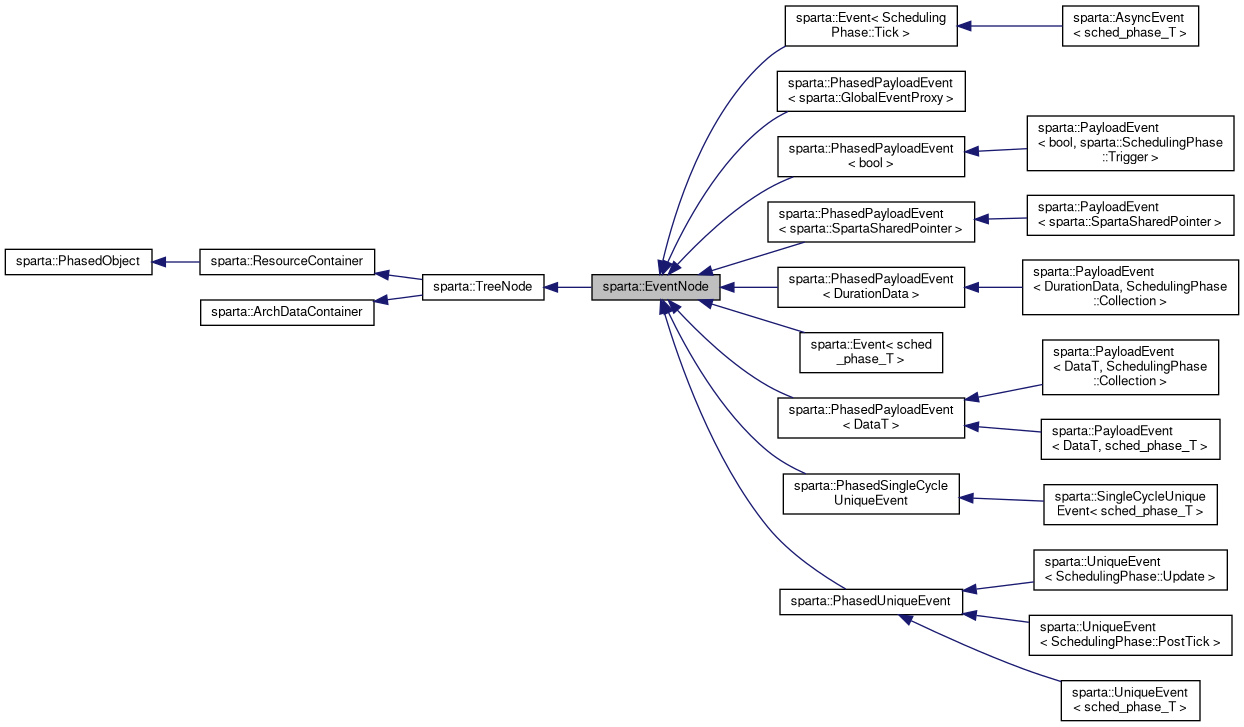 sparta::PhasedObject
sparta::ResourceContainer
sparta::ArchDataContainer
sparta::TreeNode
sparta::EventNode
sparta::Event< Scheduling
Phase::Tick >
sparta::AsyncEvent
< sched_phase_T >
sparta::PhasedPayloadEvent
< sparta::GlobalEventProxy >
sparta::PhasedPayloadEvent
< bool >
sparta::PayloadEvent
< bool, sparta::SchedulingPhase
::Trigger >
sparta::PhasedPayloadEvent
< sparta::SpartaSharedPointer >
sparta::PayloadEvent
< sparta::SpartaSharedPointer >
sparta::PhasedPayloadEvent
< DurationData >
sparta::PayloadEvent
< DurationData, SchedulingPhase
::Collection >
sparta::Event< sched
_phase_T >
sparta::PhasedPayloadEvent
< DataT >
sparta::PayloadEvent
< DataT, SchedulingPhase
::Collection >
sparta::PayloadEvent
< DataT, sched_phase_T >
sparta::PhasedSingleCycle
UniqueEvent
sparta::SingleCycleUnique
Event< sched_phase_T >
sparta::PhasedUniqueEvent
sparta::UniqueEvent
< SchedulingPhase::Update >
sparta::UniqueEvent
< SchedulingPhase::PostTick >
sparta::UniqueEvent
< sched_phase_T >